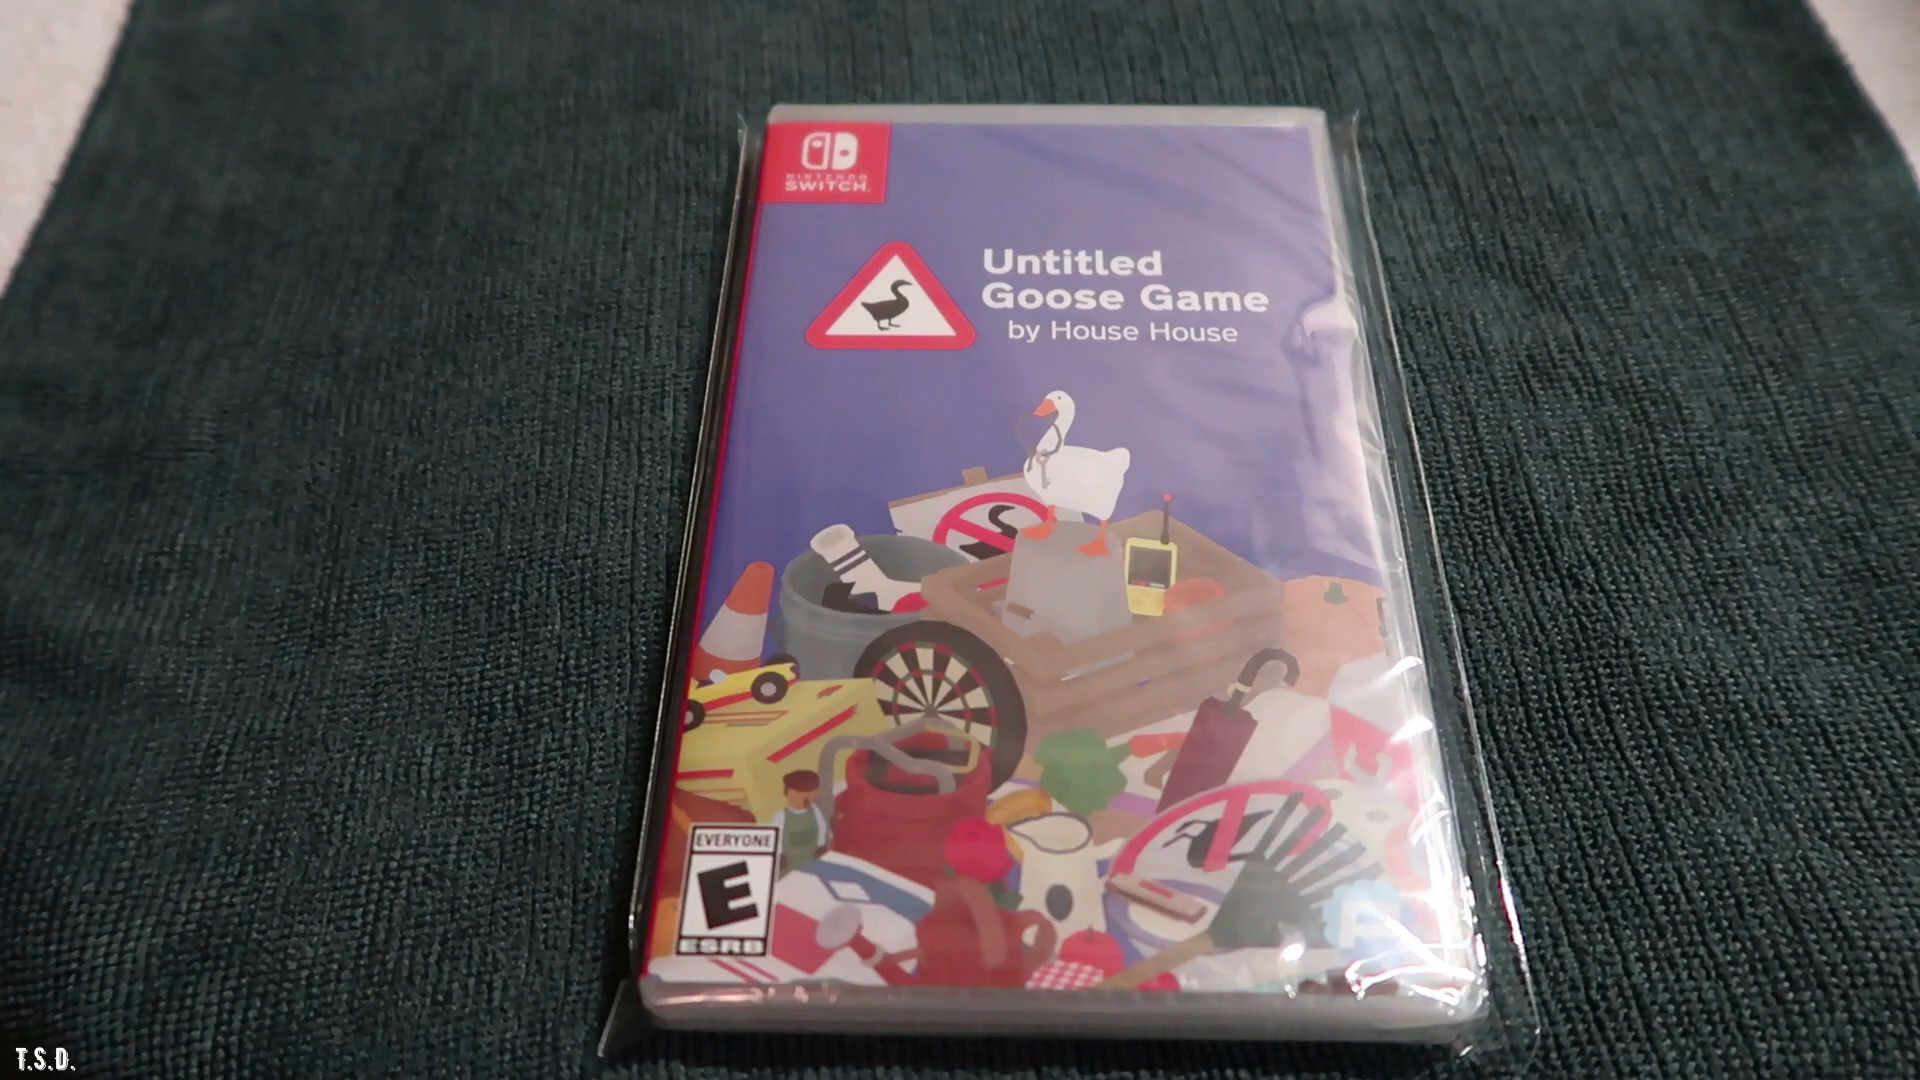 NINTENDO
SWITCH.
Untitled
Goose Game
by House House
EVERYONE
E
ESRB
T.S.D.